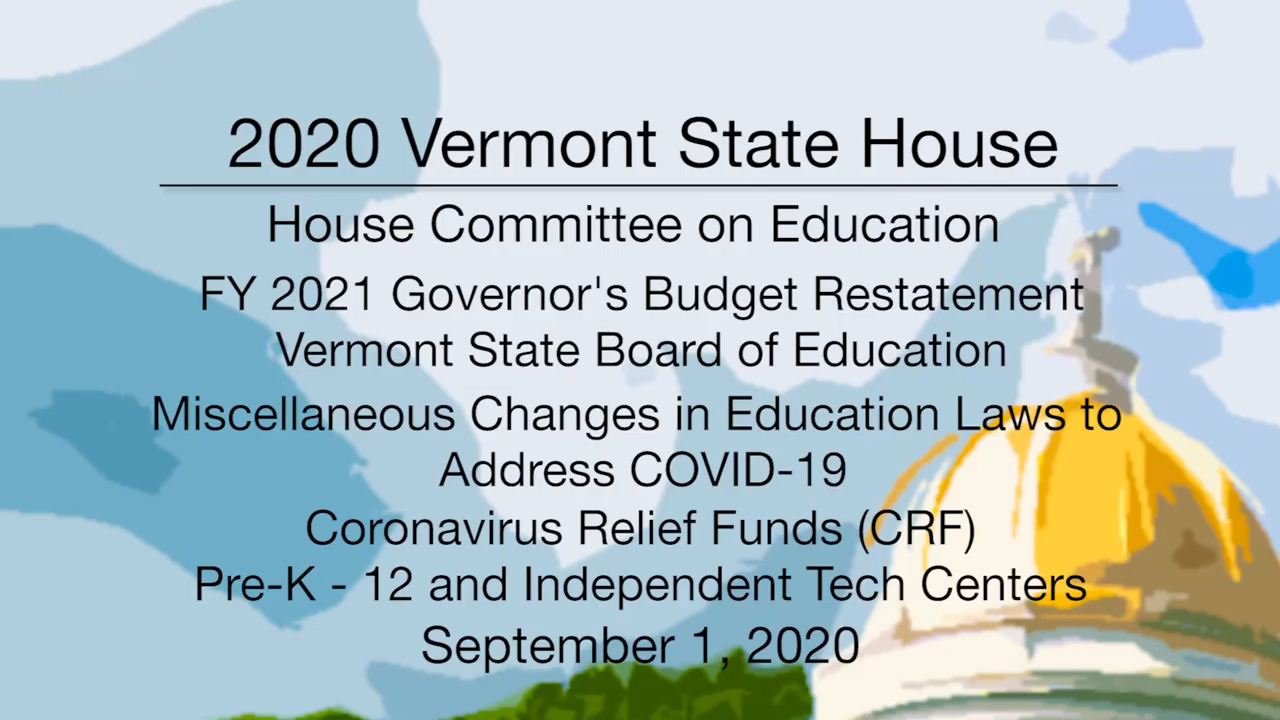 2020 Vermont State House
House Committee on Education
FY 2021 Governor's Budget Restatement
Vermont State Board of Education
Miscellaneous Changes in Education Laws to
Address COVID-19
Coronavirus Relief Funds (CRF)
Pre-K - 12 and Independent Tech Centers
September 1, 2020